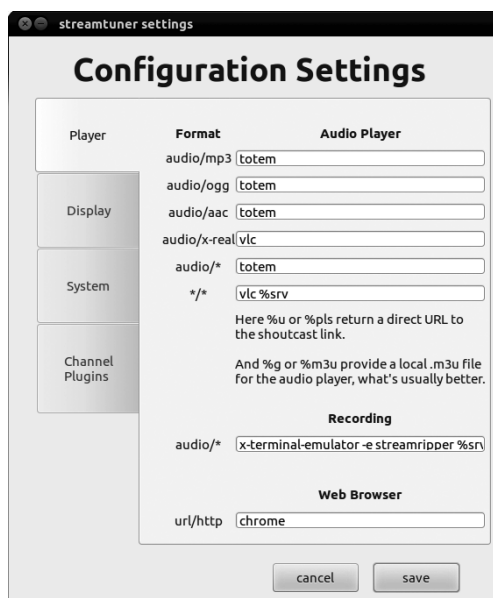 streamtuner settings
Configuration Settings
Player
Format Audio Player
audio/mp3 totem
audio/ogg totem
Display
audio/aac totem
audio/x-real vlc
audio/* totem
System
*/* vlc %srv
Here %u or %pls return a direct URL to
the shoutcast link.
And %g or %m3u provide a local .m3u file
for the audio player, what's usually better.
Channel
Plugins
Recording
audio/* x-terminal-emulator -e streamripper %srv
Web Browser
url/http chrome
cancel save